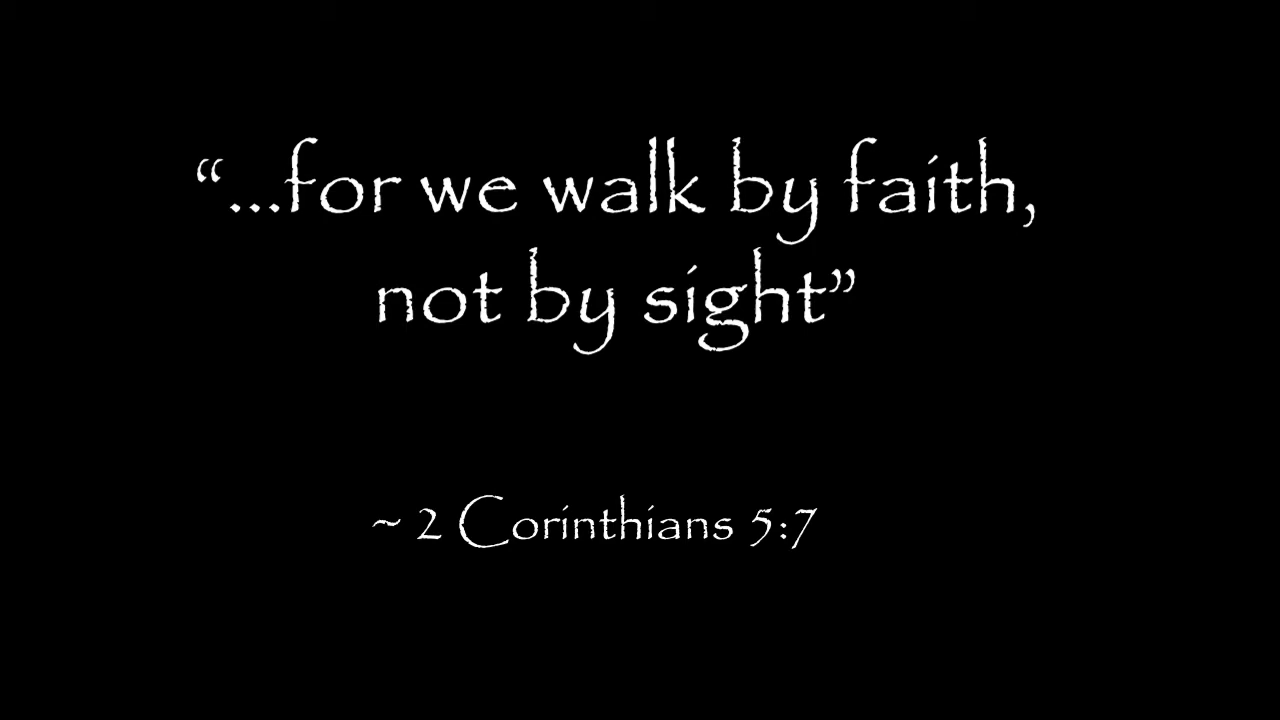 “...for we walk by faith,
not by sight”
~ 2 Corinthians 5:7